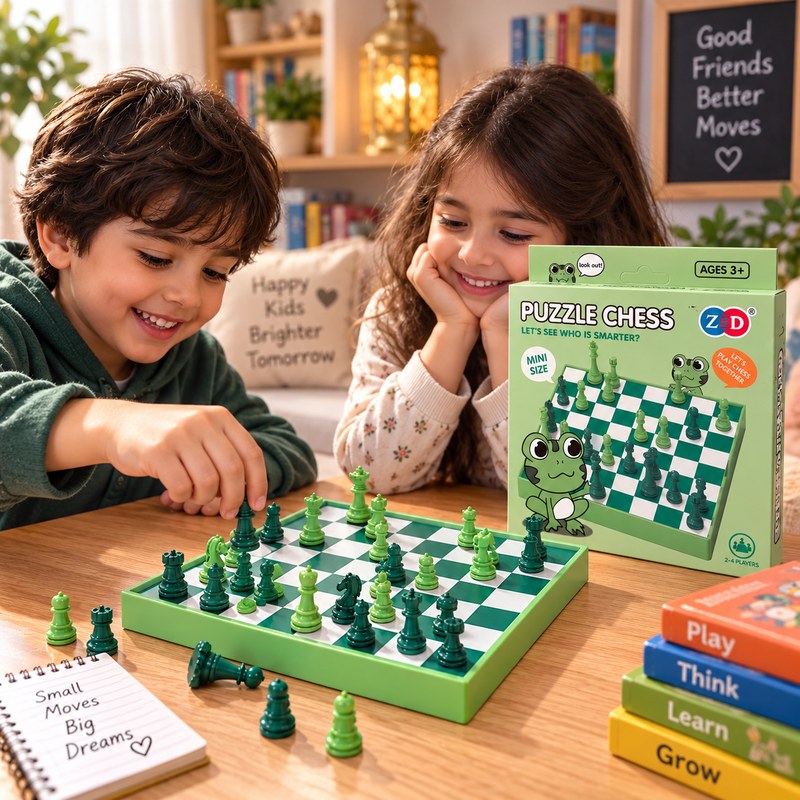 Good
Friends
Better
Moves
Happy
Kids
Brighter
Tomorrow
look out!
AGES 3+
PUZZLE CHESS
LET'S SEE WHO IS SMARTER?
Z D ®
MINI
SIZE
LET'S
PLAY CHESS
TOGETHER
2-4 PLAYERS
Small
Moves
Big
Dreams
Play
Think
Learn
Grow